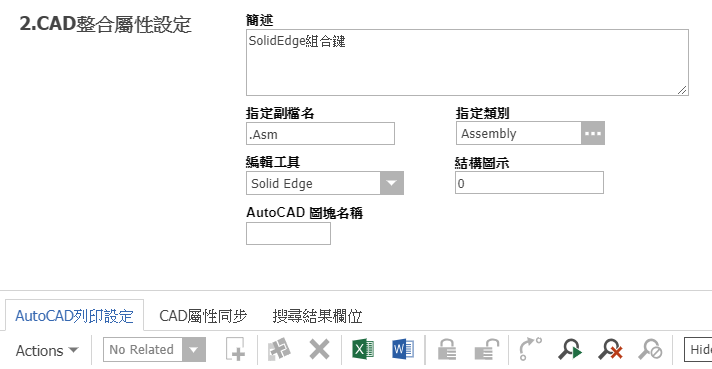 2.CAD整合屬性設定
簡述
SolidEdge組合鍵
指定副檔名
指定類別
.Asm
Assembly
編輯工具
結構圖示
Solid Edge
0
AutoCAD 圖塊名稱
AutoCAD列印設定
CAD屬性同步
搜尋結果欄位
Actions
No Related
Hide